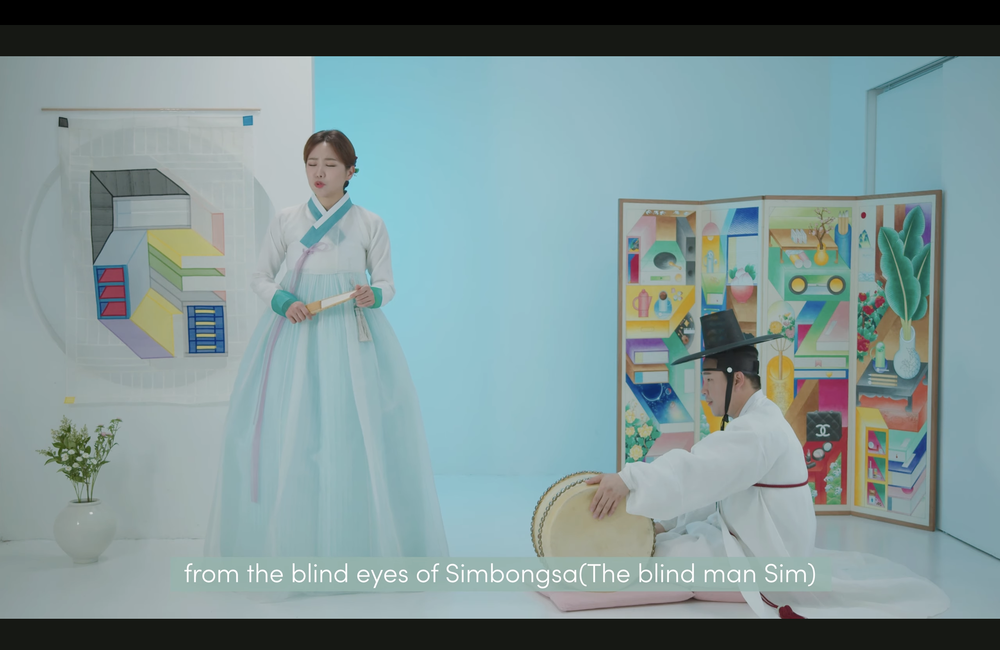 from the blind eyes of Simbongsa(The blind man Sim)